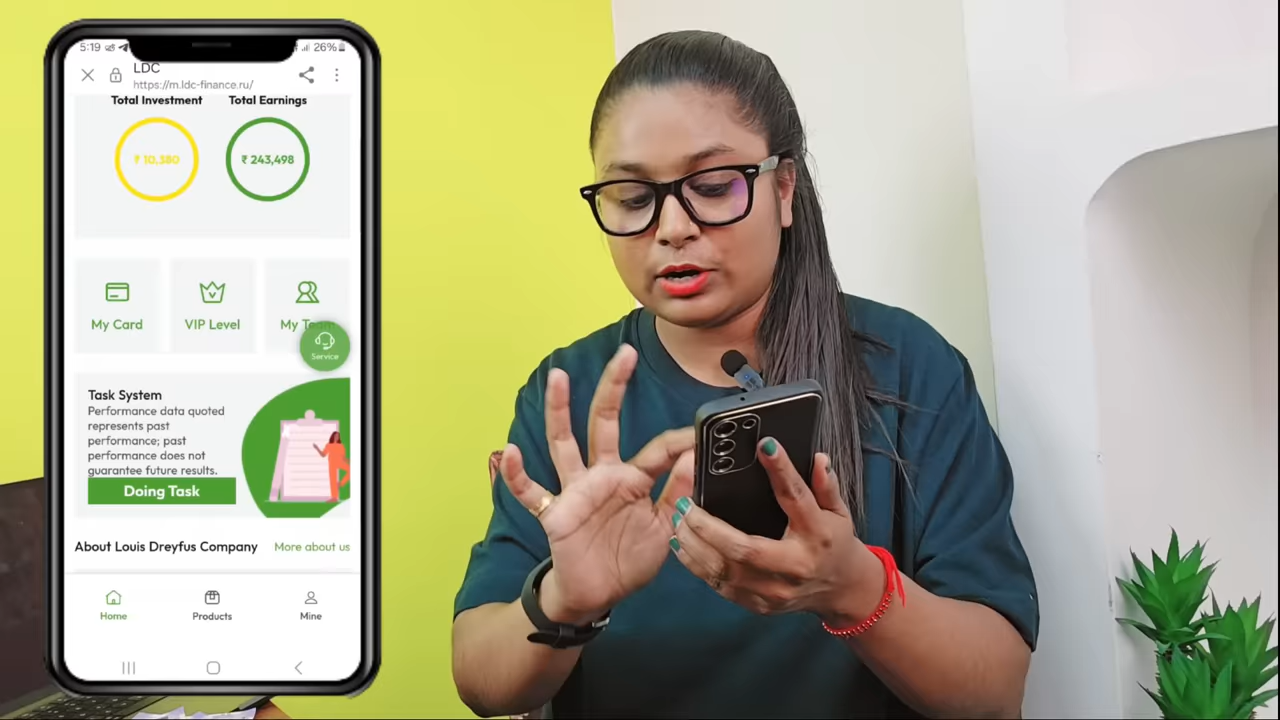 5:19
26%
LDC
https://m.ldc-finance.ru/
Total Investment Total Earnings
₹ 10,380 ₹ 243,498
My Card VIP Level My Team
Service
Task System
Performance data quoted
represents past
performance; past
performance does not
guarantee future results.
Doing Task
About Louis Dreyfus Company More about us
Home Products Mine